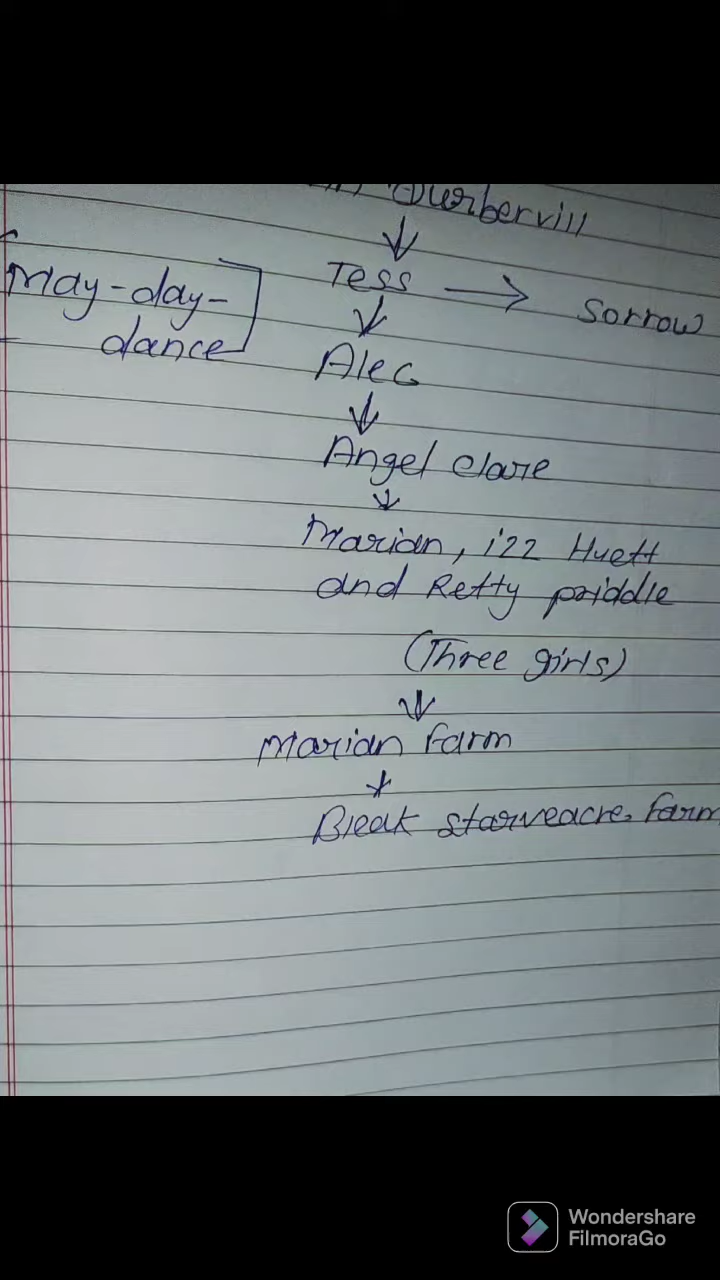 Durbervill
May-day-
dance
Tess → Sorrow
Alec
Angel clare
Marian, izz Huett
and Retty priddle
(Three girls)
Marian farm
Bleak starveacre farm
Wondershare
FilmoraGo